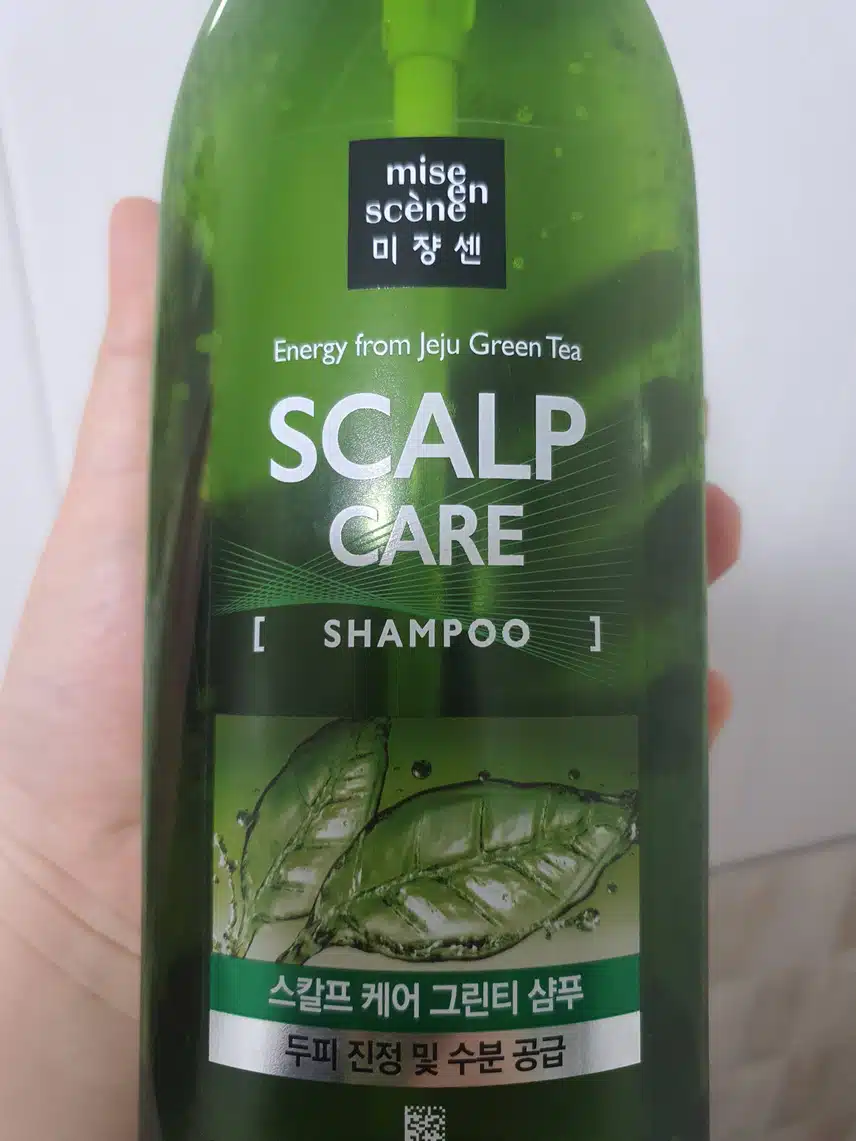 mise
en
scène
미쟝센
Energy from Jeju Green Tea
SCALP
CARE
[ SHAMPOO ]
스칼프 케어 그린티 샴푸
두피 진정 및 수분 공급